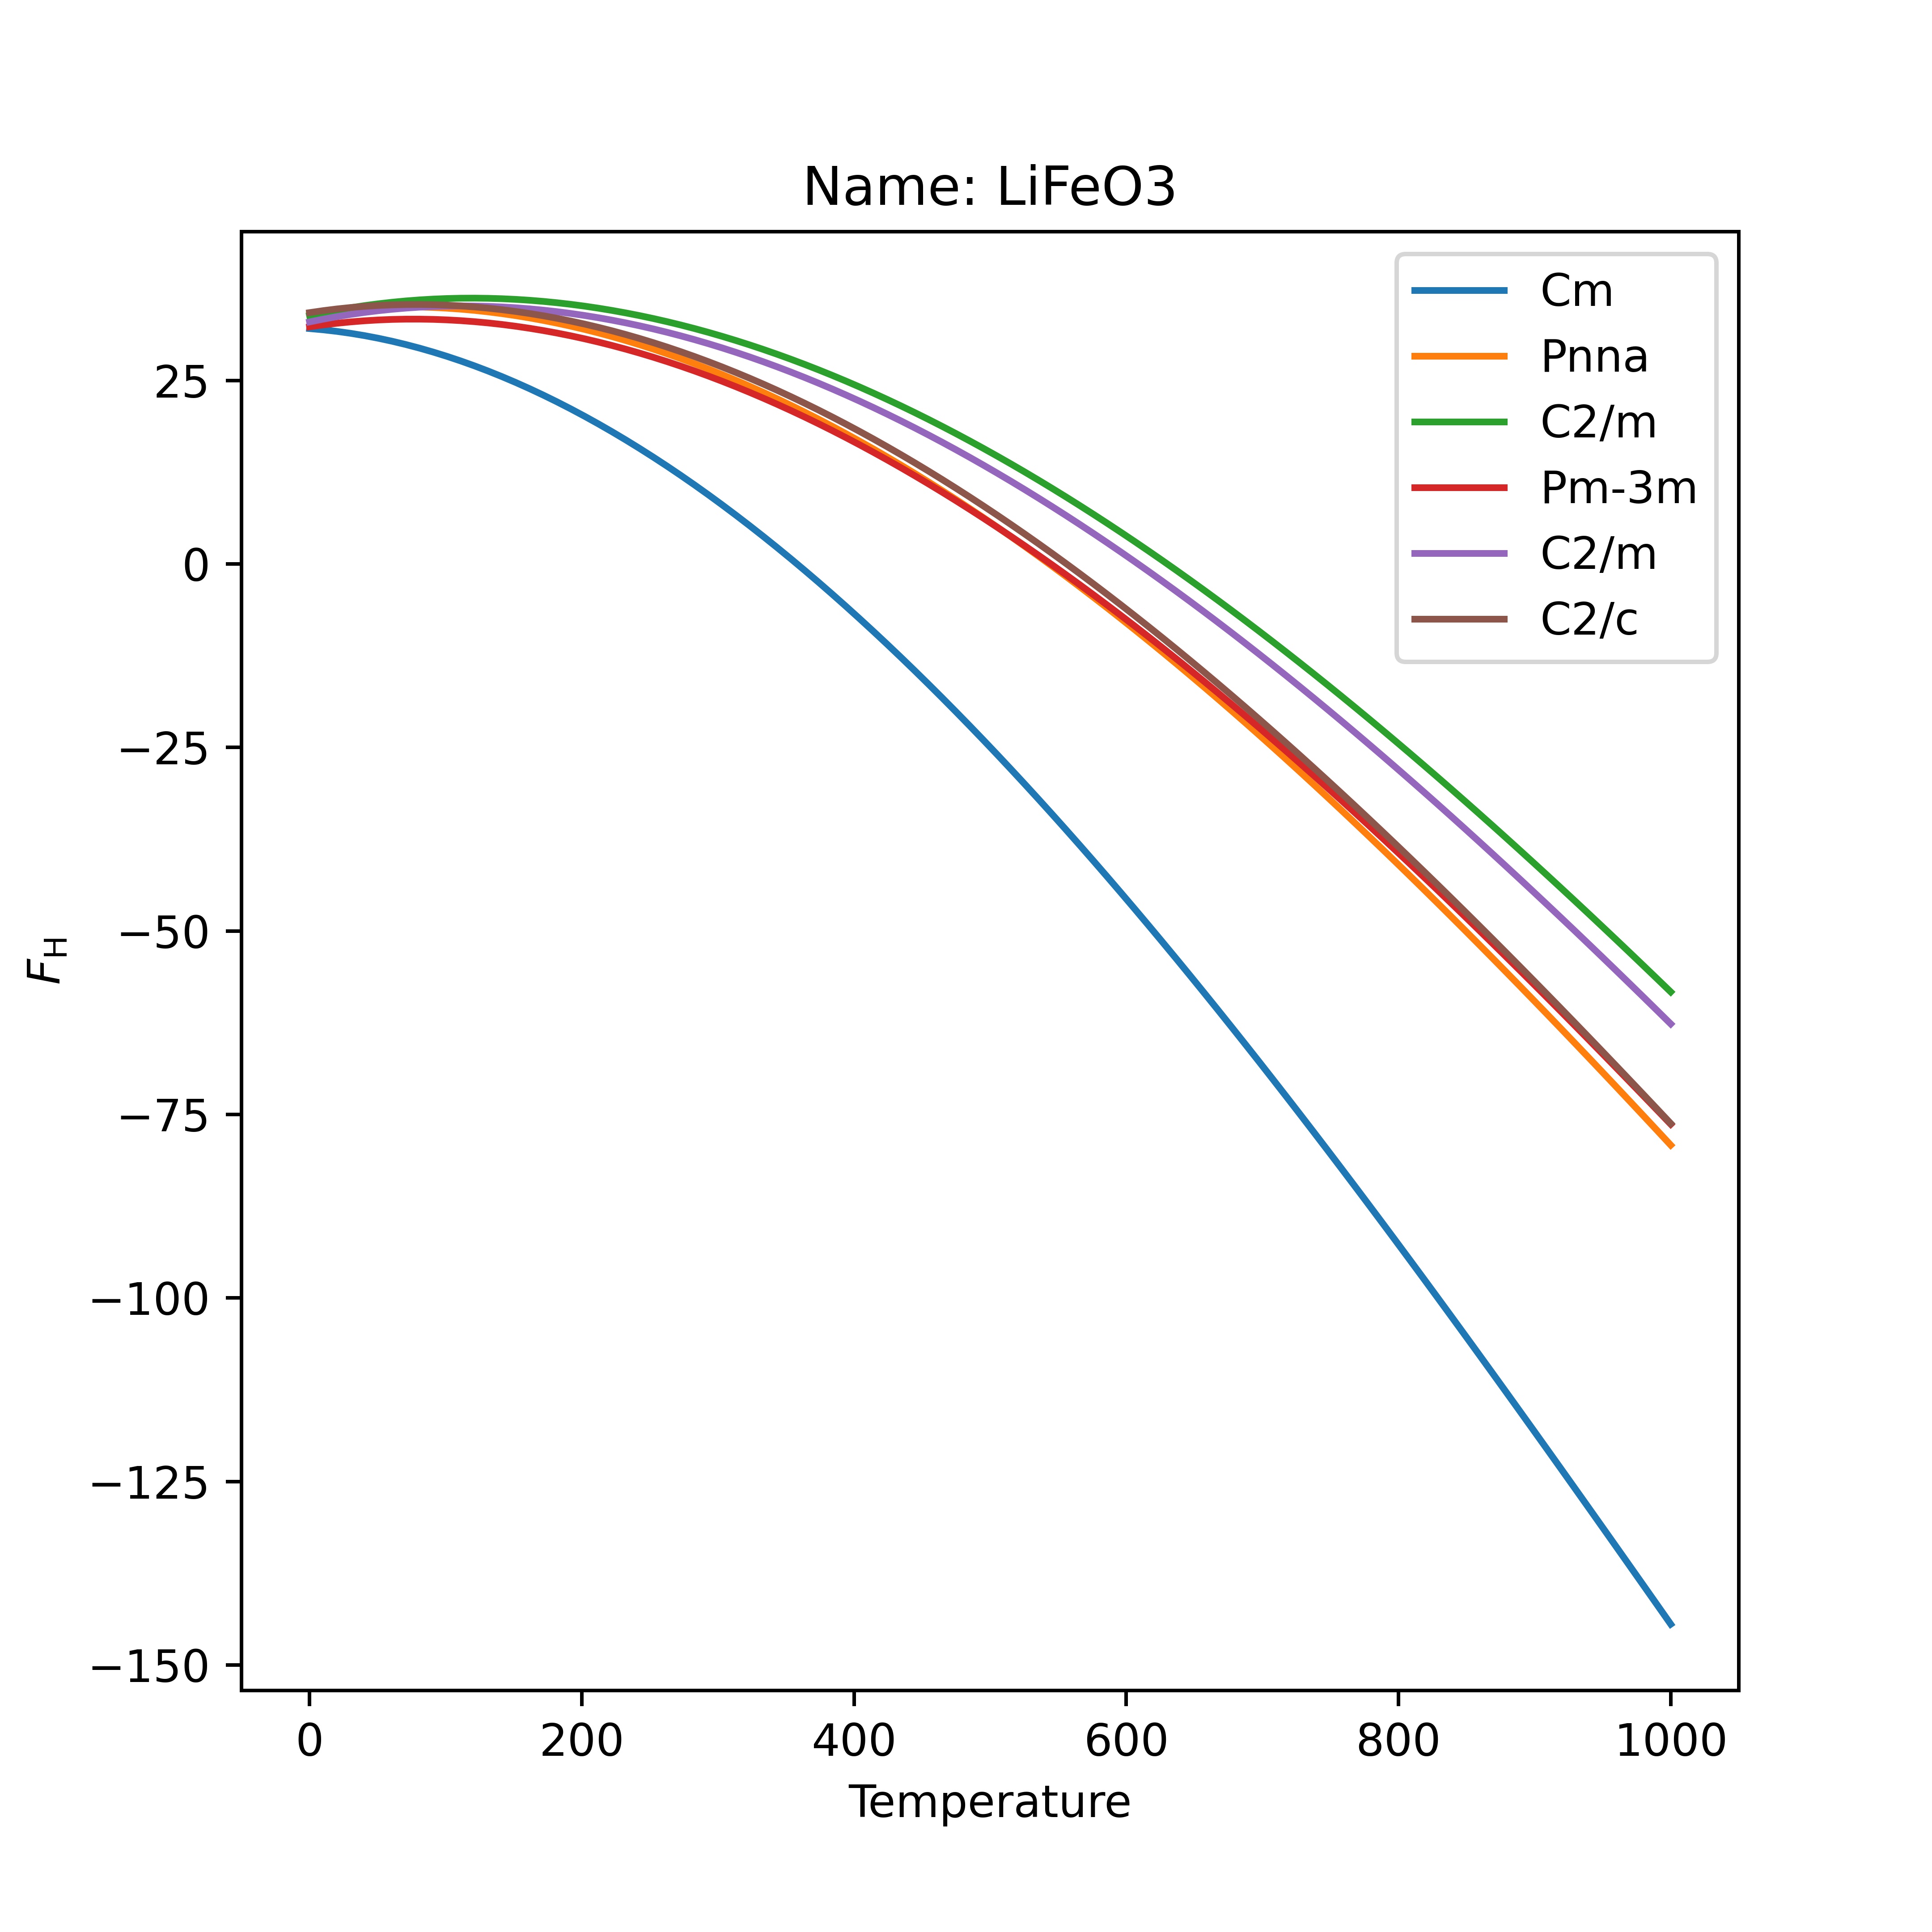 Name: LiFeO3
Cm
Pnna
C2/m
Pm-3m
C2/m
C2/c
25
0
−25
−50
−75
−100
−125
−150
F_H
0 200 400 600 800 1000
Temperature